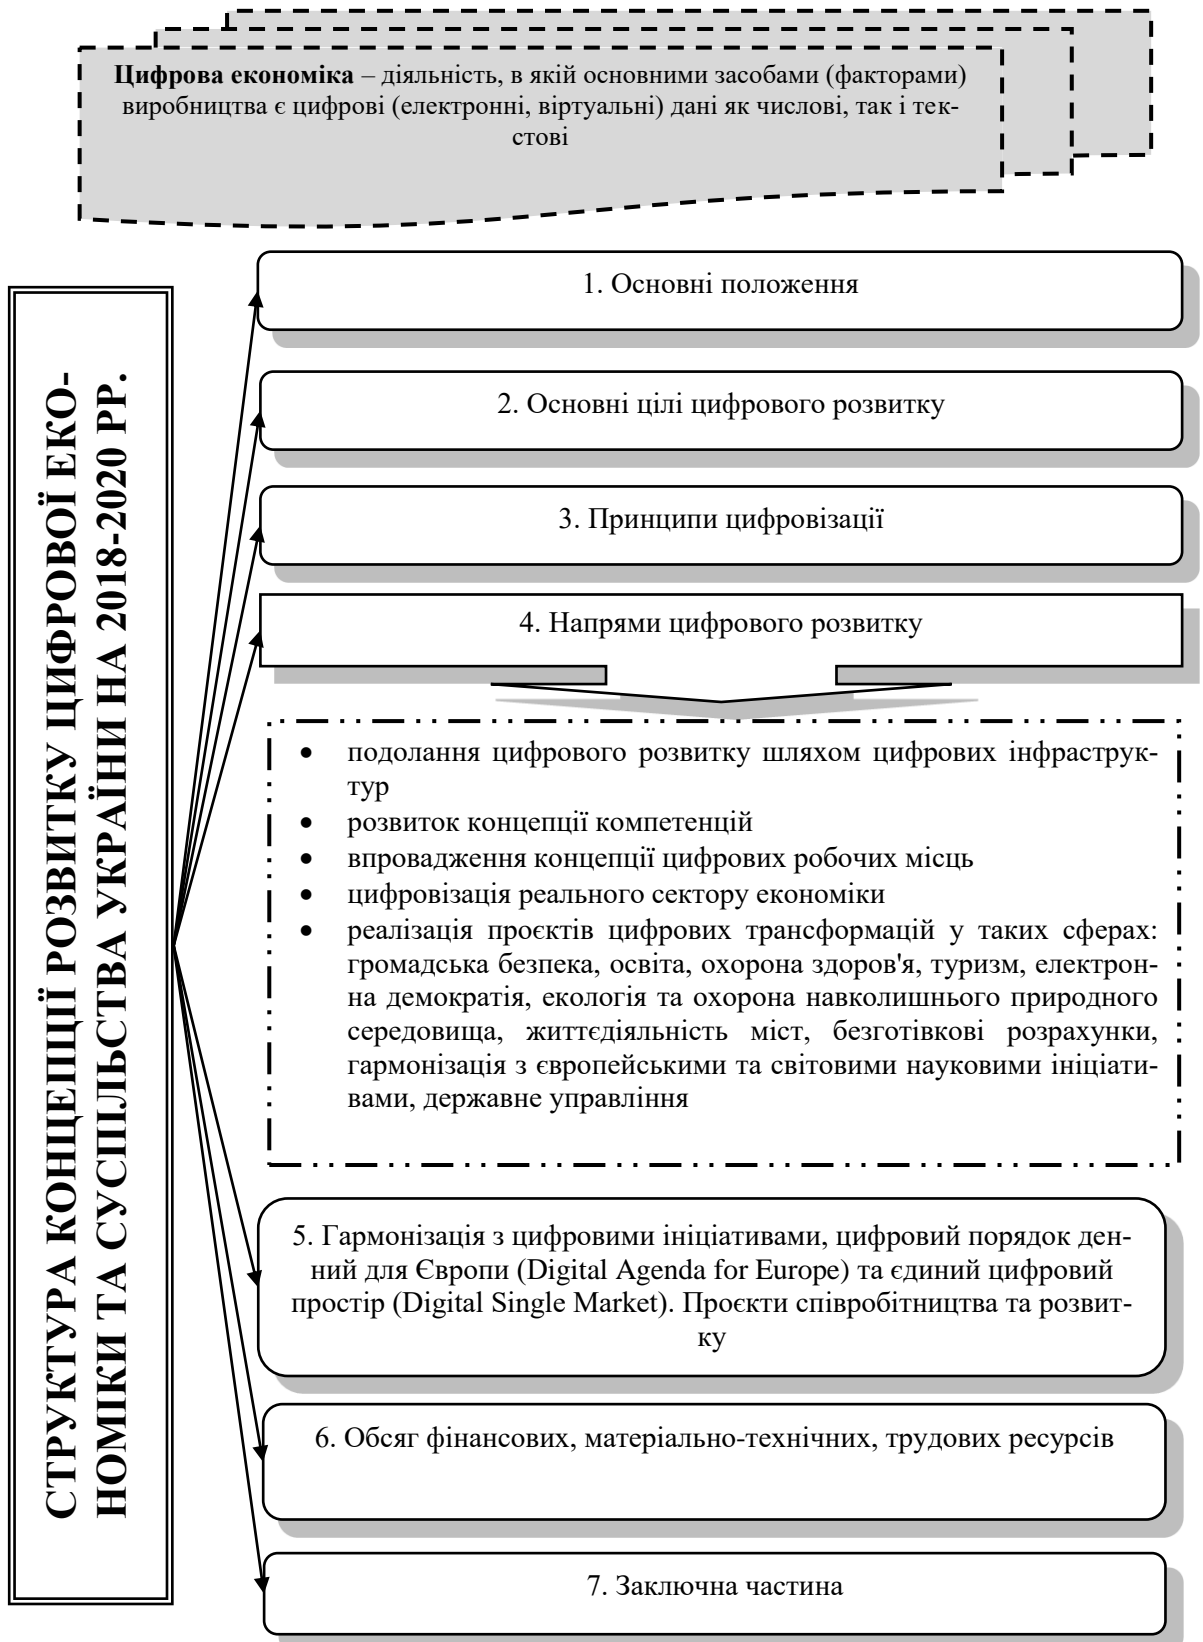 Цифрова економіка – діяльність, в якій основними засобами (факторами)
виробництва є цифрові (електронні, віртуальні) дані як числові, так і тек-
стові
СТРУКТУРА КОНЦЕПЦІЇ РОЗВИТКУ ЦИФРОВОЇ ЕКО-
НОМІКИ ТА СУСПІЛЬСТВА УКРАЇНИ НА 2018-2020 РР.
1. Основні положення
2. Основні цілі цифрового розвитку
3. Принципи цифровізації
4. Напрями цифрового розвитку
• подолання цифрового розвитку шляхом цифрових інфраструк-
тур
• розвиток концепції компетенцій
• впровадження концепції цифрових робочих місць
• цифровізація реального сектору економіки
• реалізація проєктів цифрових трансформацій у таких сферах:
громадська безпека, освіта, охорона здоров'я, туризм, електрон-
на демократія, екологія та охорона навколишнього природного
середовища, життєдіяльність міст, безготівкові розрахунки,
гармонізація з європейськими та світовими науковими ініціати-
вами, державне управління
5. Гармонізація з цифровими ініціативами, цифровий порядок ден-
ний для Європи (Digital Agenda for Europe) та єдиний цифровий
простір (Digital Single Market). Проєкти співробітництва та розвит-
ку
6. Обсяг фінансових, матеріально-технічних, трудових ресурсів
7. Заключна частина